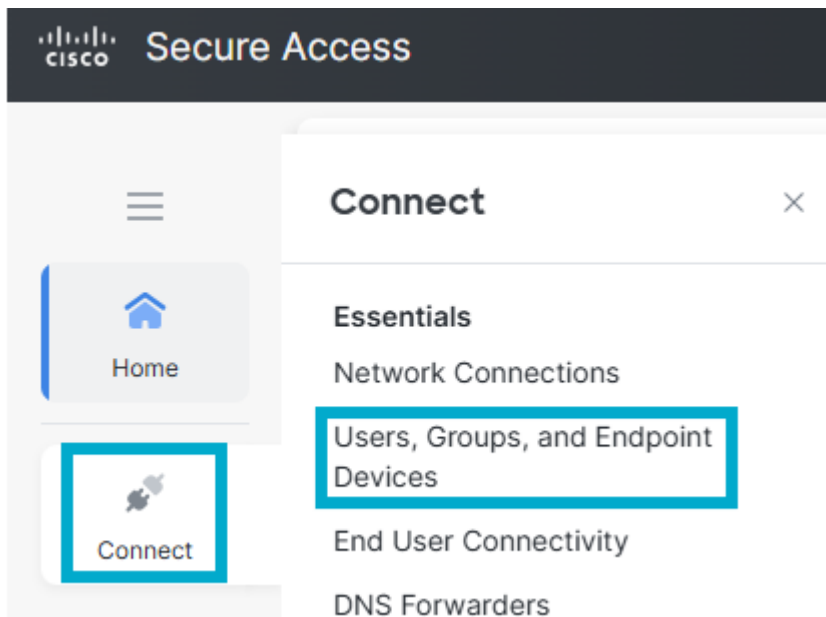 CISCO Secure Access
Connect
Home
Essentials
Network Connections
Users, Groups, and Endpoint
Devices
Connect
End User Connectivity
DNS Forwarders